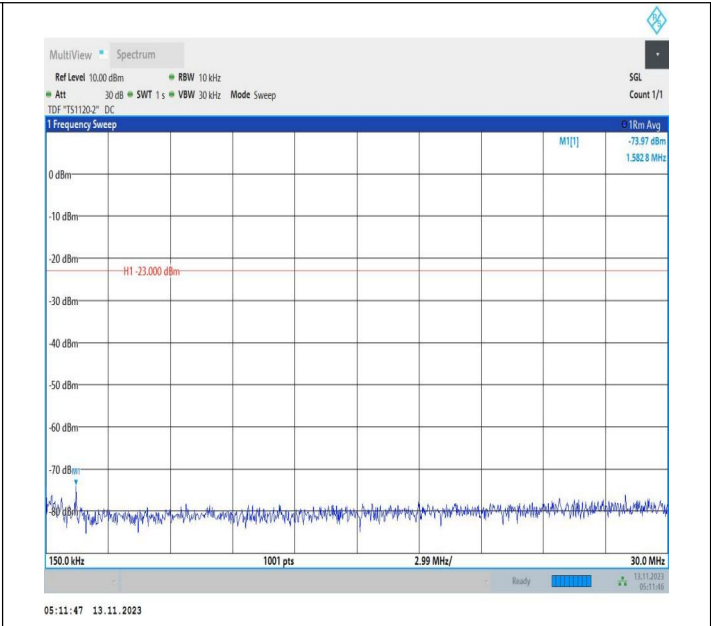 R S
MultiView Spectrum
Ref Level 10.00 dBm RBW 10 kHz SGL
Att 30 dB SWT 1 s VBW 30 kHz Mode Sweep Count 1/1
TDF "TS1120-2" DC
1 Frequency Sweep 1Rm Avg
M1[1] -73.97 dBm
1.582 8 MHz
0 dBm
-10 dBm
-20 dBm
H1 -23.000 dBm
-30 dBm
-40 dBm
-50 dBm
-60 dBm
-70 dBm
M1
-80 dBm
150.0 kHz 1001 pts 2.99 MHz/ 30.0 MHz
Ready 13.11.2023
05:11:46
05:11:47 13.11.2023